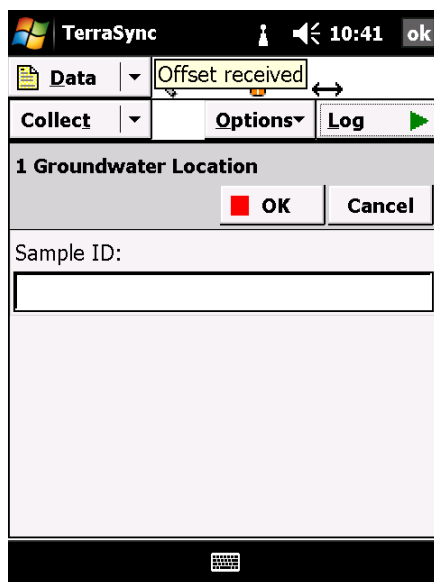 TerraSync 10:41 ok
Data Offset received
Collect Options Log
1 Groundwater Location
OK Cancel
Sample ID: